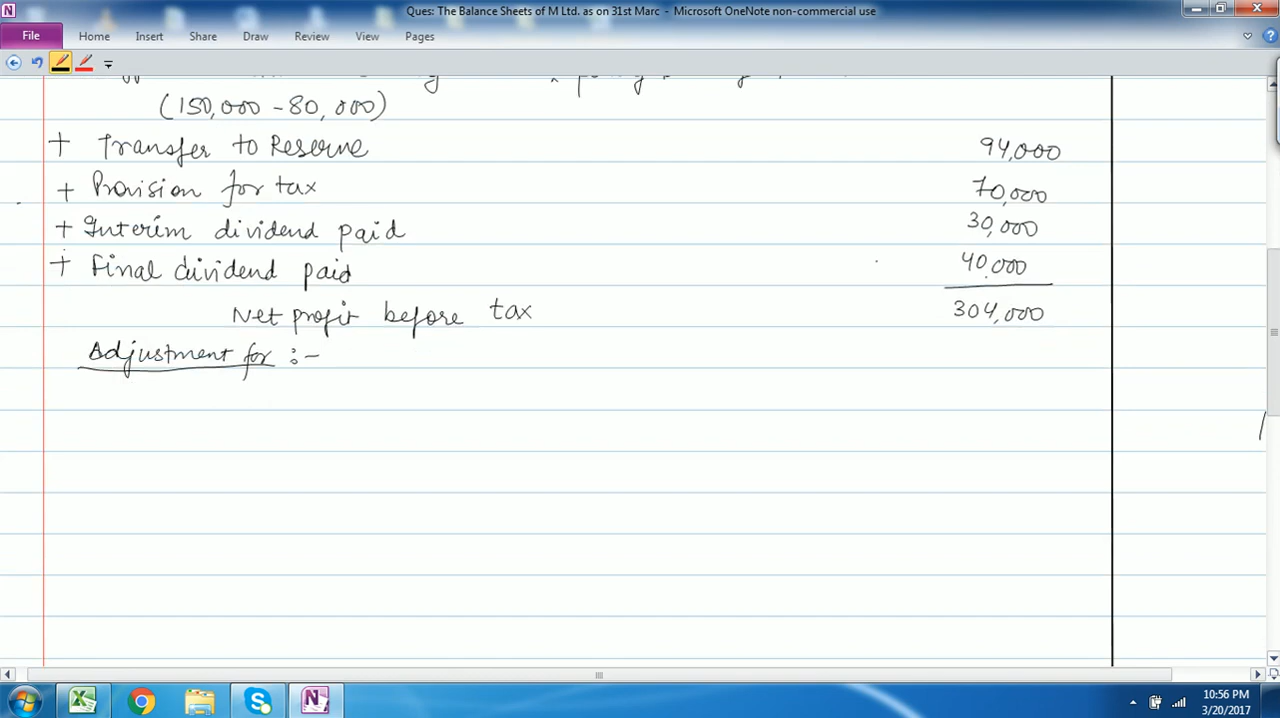 Ques: The Balance Sheets of M Ltd. as on 31st Marc - Microsoft OneNote non-commercial use
File Home Insert Share Draw Review View Pages
(150,000 - 80,000)
+ Transfer to Reserve 94,000
+ Provision for tax 70,000
+ Interim dividend paid 30,000
+ Final dividend paid 40,000
Net profit before tax 304,000
Adjustment for :-
10:56 PM
3/20/2017